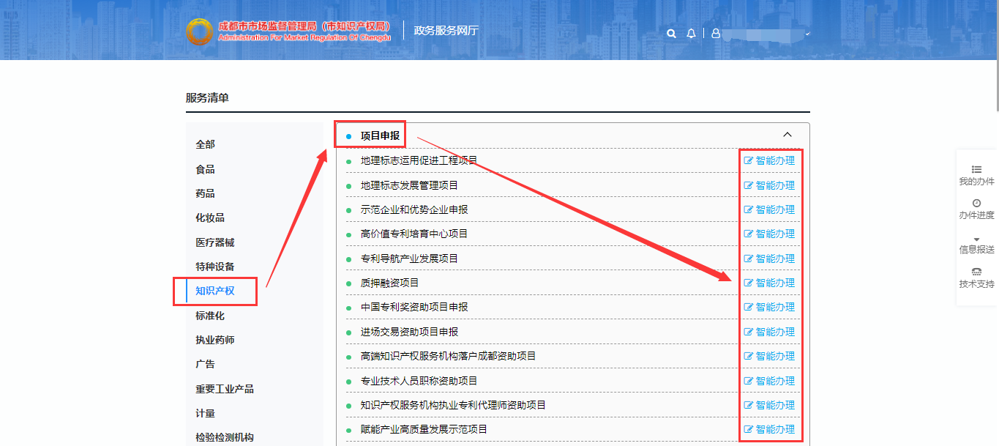 成都市市场监督管理局（市知识产权局）
Administration For Market Regulation Of Chengdu
政务服务网厅
服务清单
全部
食品
药品
化妆品
医疗器械
特种设备
知识产权
标准化
执业药师
广告
重要工业产品
计量
检验检测机构
项目申报
地理标志运用促进工程项目 智能办理
地理标志发展管理项目 智能办理
示范企业和优势企业申报 智能办理
高价值专利培育中心项目 智能办理
专利导航产业发展项目 智能办理
质押融资项目 智能办理
中国专利奖资助项目申报 智能办理
进场交易资助项目申报 智能办理
高端知识产权服务机构落户成都资助项目 智能办理
专业技术人员职称资助项目 智能办理
知识产权服务机构执业专利代理师资助项目 智能办理
赋能产业高质量发展示范项目 智能办理
我的办件
办件进度
信息报送
技术支持